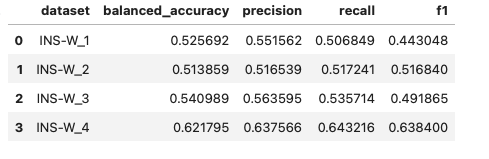 dataset balanced_accuracy precision recall f1
0 INS-W_1 0.525692 0.551562 0.506849 0.443048
1 INS-W_2 0.513859 0.516539 0.517241 0.516840
2 INS-W_3 0.540989 0.563595 0.535714 0.491865
3 INS-W_4 0.621795 0.637566 0.643216 0.638400